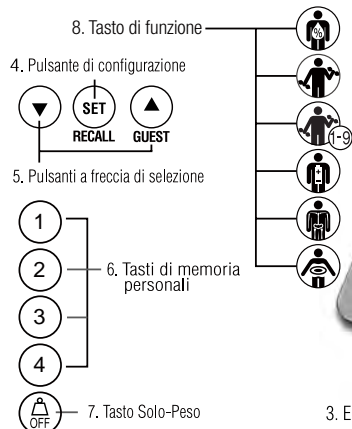 8. Tasto di funzione
%
4. Pulsante di configurazione
SET
RECALL GUEST
1-9
5. Pulsanti a freccia di selezione
+
-
1
2
6. Tasti di memoria
personali
3
4
OFF
7. Tasto Solo-Peso
3. E